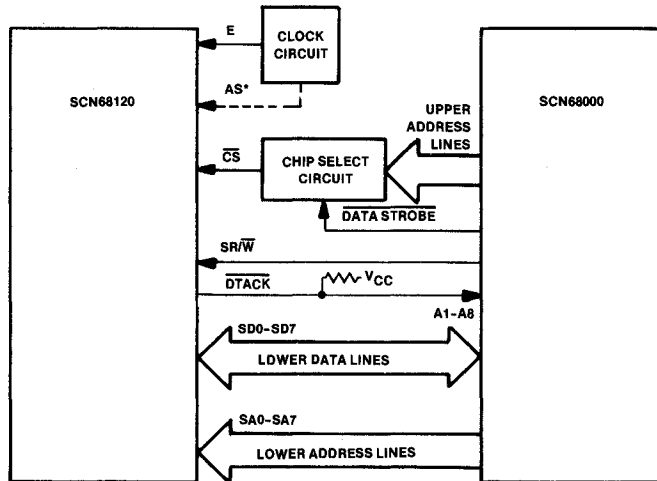 E
CLOCK
CIRCUIT
AS*
SCN68120
SCN68000
UPPER
ADDRESS
LINES
CS
CHIP SELECT
CIRCUIT
DATA STROBE
SR/W
DTACK
VCC
A1-A8
SD0-SD7
LOWER DATA LINES
SA0-SA7
LOWER ADDRESS LINES